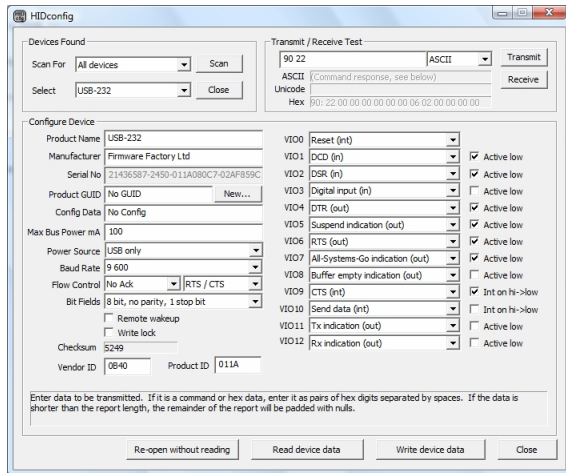 HIDconfig
Devices Found
Scan For All devices Scan
Select USB-232 Close
Transmit / Receive Test
90 22 ASCII Transmit
ASCII (Command response, see below) Receive
Unicode
Hex 90: 22 00 00 00 00 00 00 06 02 00 00 00 00
Configure Device
Product Name USB-232
Manufacturer Firmware Factory Ltd
Serial No 21436587-2450-011A080C7-02AF859C
Product GUID No GUID New...
Config Data No Config
Max Bus Power mA 100
Power Source USB only
Baud Rate 9 600
Flow Control No Ack RTS / CTS
Bit Fields 8 bit, no parity, 1 stop bit
Remote wakeup
Write lock
Checksum 5249
Vendor ID 0B40 Product ID 011A
VIO0 Reset (int)
VIO1 DCD (in) Active low
VIO2 DSR (in) Active low
VIO3 Digital input (in) Active low
VIO4 DTR (out) Active low
VIO5 Suspend indication (out) Active low
VIO6 RTS (out) Active low
VIO7 All-Systems-Go indication (out) Active low
VIO8 Buffer empty indication (out) Active low
VIO9 CTS (int) Int on hi->low
VIO10 Send data (int) Int on hi->low
VIO11 Tx indication (out) Active low
VIO12 Rx indication (out) Active low
Enter data to be transmitted. If it is a command or hex data, enter it as pairs of hex digits separated by spaces. If the data is
shorter than the report length, the remainder of the report will be padded with nulls.
Re-open without reading Read device data Write device data Close